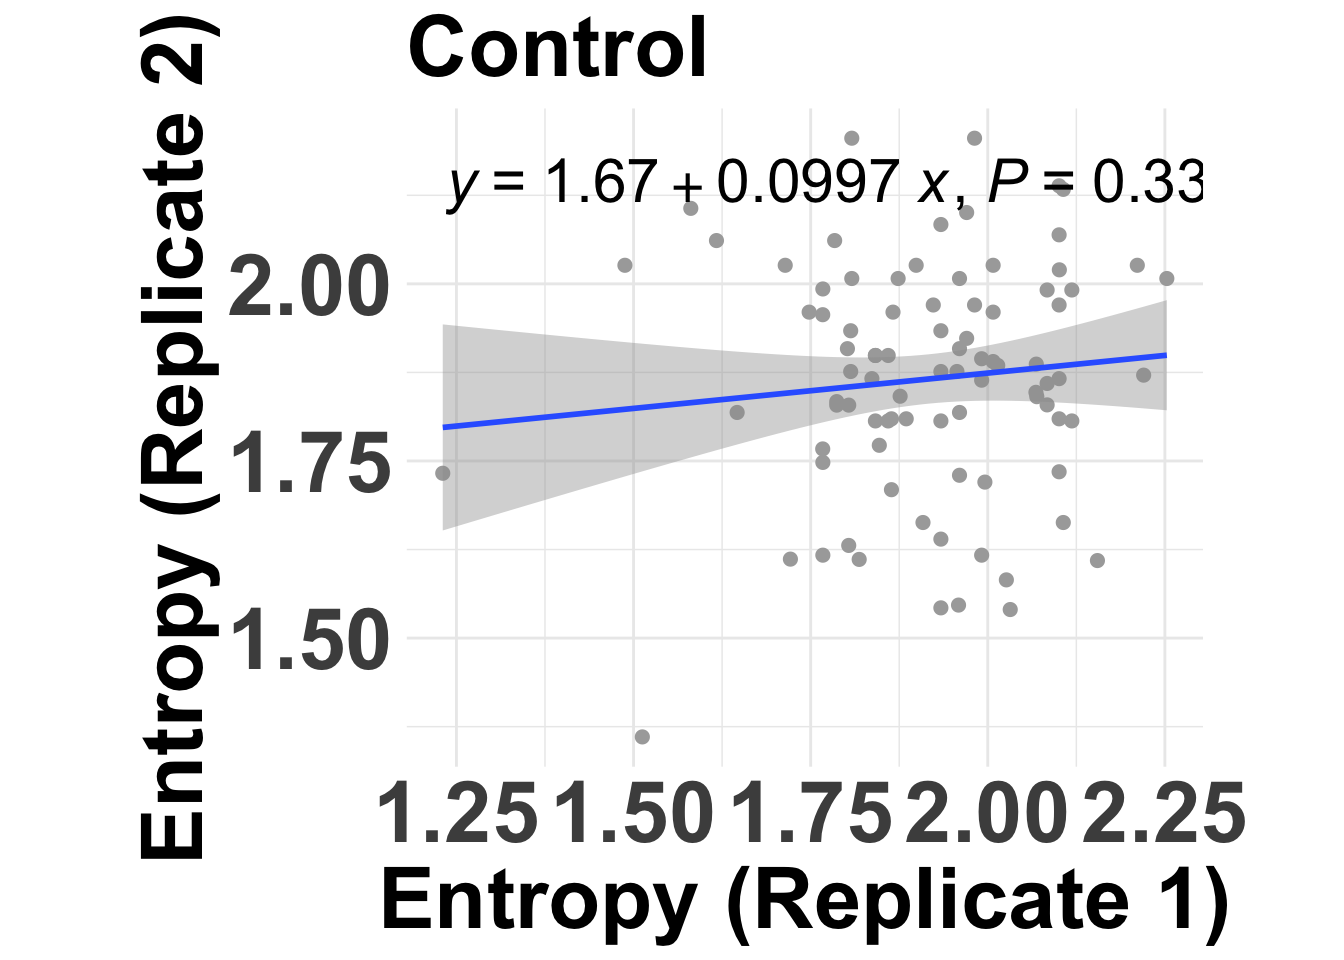 Control
y = 1.67 + 0.0997 x, P = 0.33
Entropy (Replicate 2)
2.00
1.75
1.50
1.25 1.50 1.75 2.00 2.25
Entropy (Replicate 1)